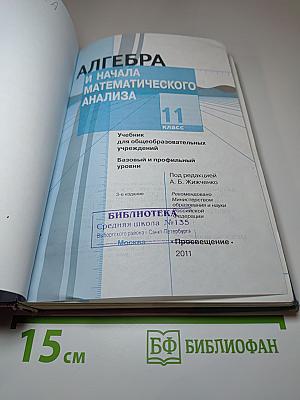 АЛГЕБРА
И НАЧАЛА
МАТЕМАТИЧЕСКОГО
АНАЛИЗА
11
класс
Учебник
для общеобразовательных
учреждений
Базовый и профильный
уровни
Под редакцией
А. Б. Жижченко
3-е издание
Рекомендовано
Министерством
образования и науки
Российской
Федерации
БИБЛИОТЕКА
Средняя школа №135
Выборгского района г. Санкт-Петербурга
Москва
«Просвещение»
2011
15 см
БФ БИБЛИОФАН